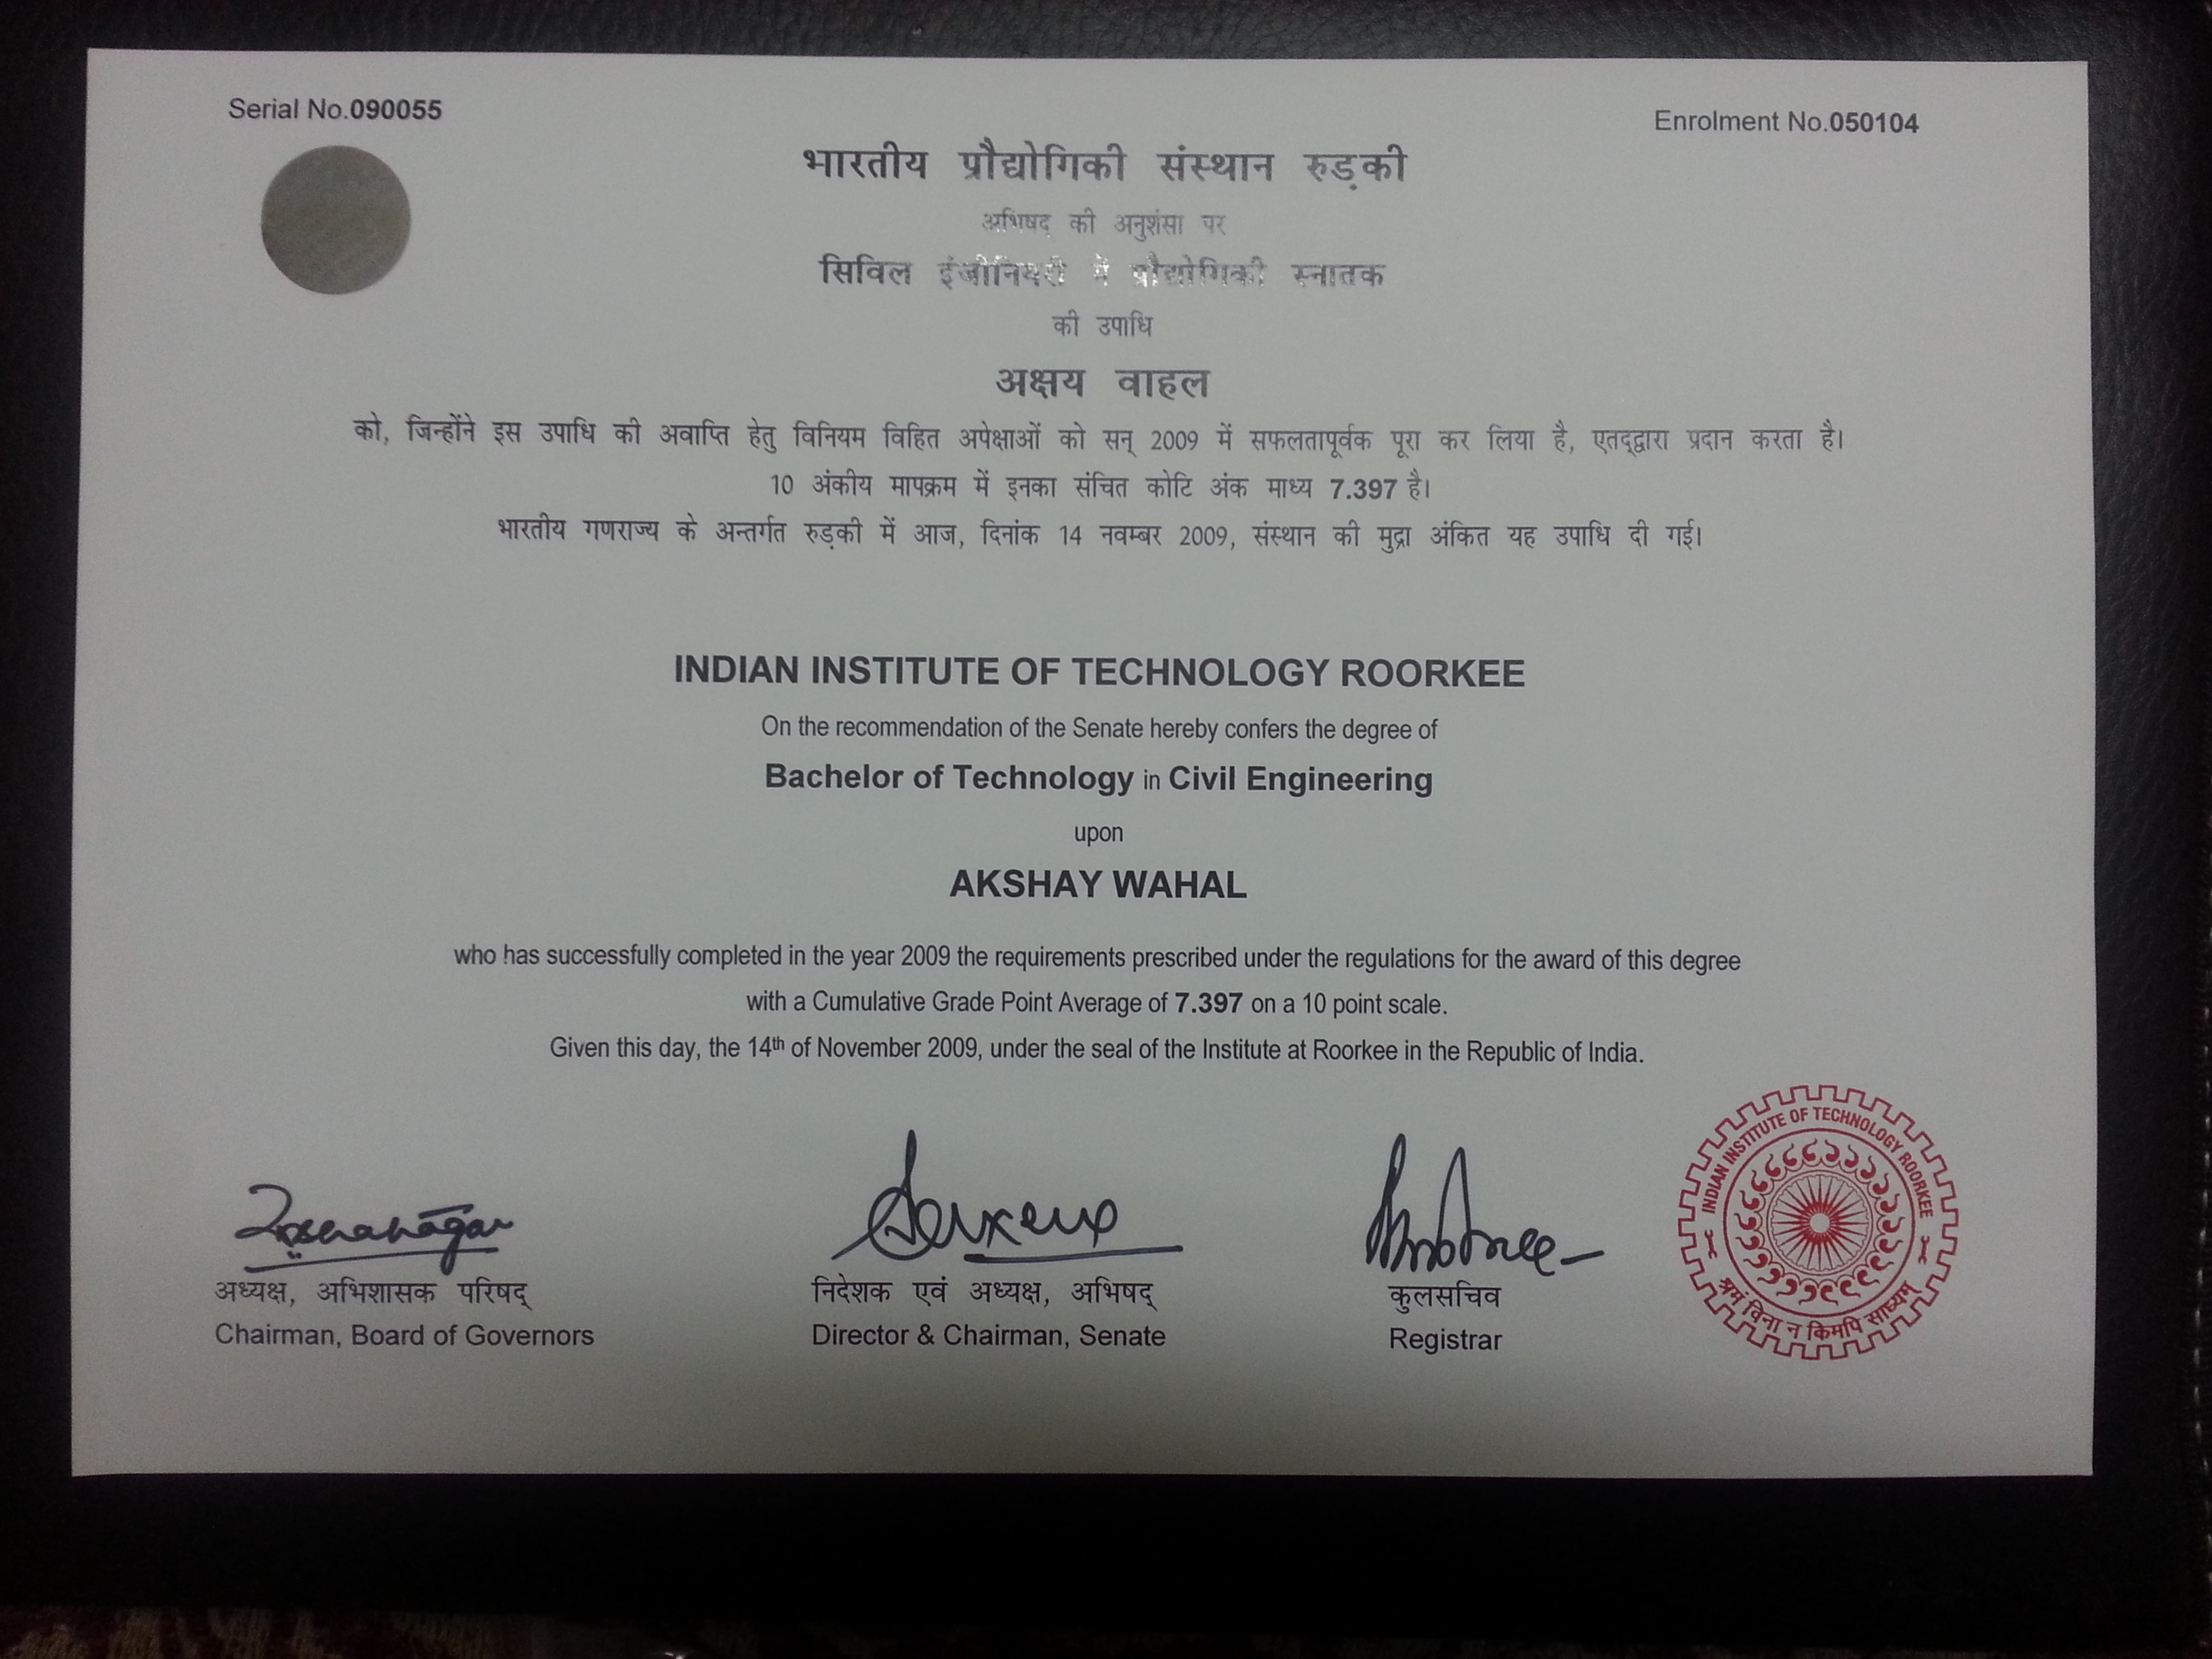 Serial No.090055
Enrolment No.050104
भारतीय प्रौद्योगिकी संस्थान रुड़की
अभिषद् की अनुशंसा पर
सिविल इंजीनियरी में प्रौद्योगिकी स्नातक
की उपाधि
अक्षय वाहल
को, जिन्होंने इस उपाधि की अवाप्ति हेतु विनियम विहित अपेक्षाओं को सन् 2009 में सफलतापूर्वक पूरा कर लिया है, एतद्द्वारा प्रदान करता है।
10 अंकीय मापक्रम में इनका संचित कोटि अंक माध्य 7.397 है।
भारतीय गणराज्य के अन्तर्गत रुड़की में आज, दिनांक 14 नवम्बर 2009, संस्थान की मुद्रा अंकित यह उपाधि दी गई।
INDIAN INSTITUTE OF TECHNOLOGY ROORKEE
On the recommendation of the Senate hereby confers the degree of
Bachelor of Technology in Civil Engineering
upon
AKSHAY WAHAL
who has successfully completed in the year 2009 the requirements prescribed under the regulations for the award of this degree
with a Cumulative Grade Point Average of 7.397 on a 10 point scale.
Given this day, the 14th of November 2009, under the seal of the Institute at Roorkee in the Republic of India.
अध्यक्ष, अभिशासक परिषद्
Chairman, Board of Governors
निदेशक एवं अध्यक्ष, अभिषद्
Director & Chairman, Senate
कुलसचिव
Registrar
INDIAN INSTITUTE OF TECHNOLOGY ROORKEE
श्रमं विना न किमपि साध्यम्